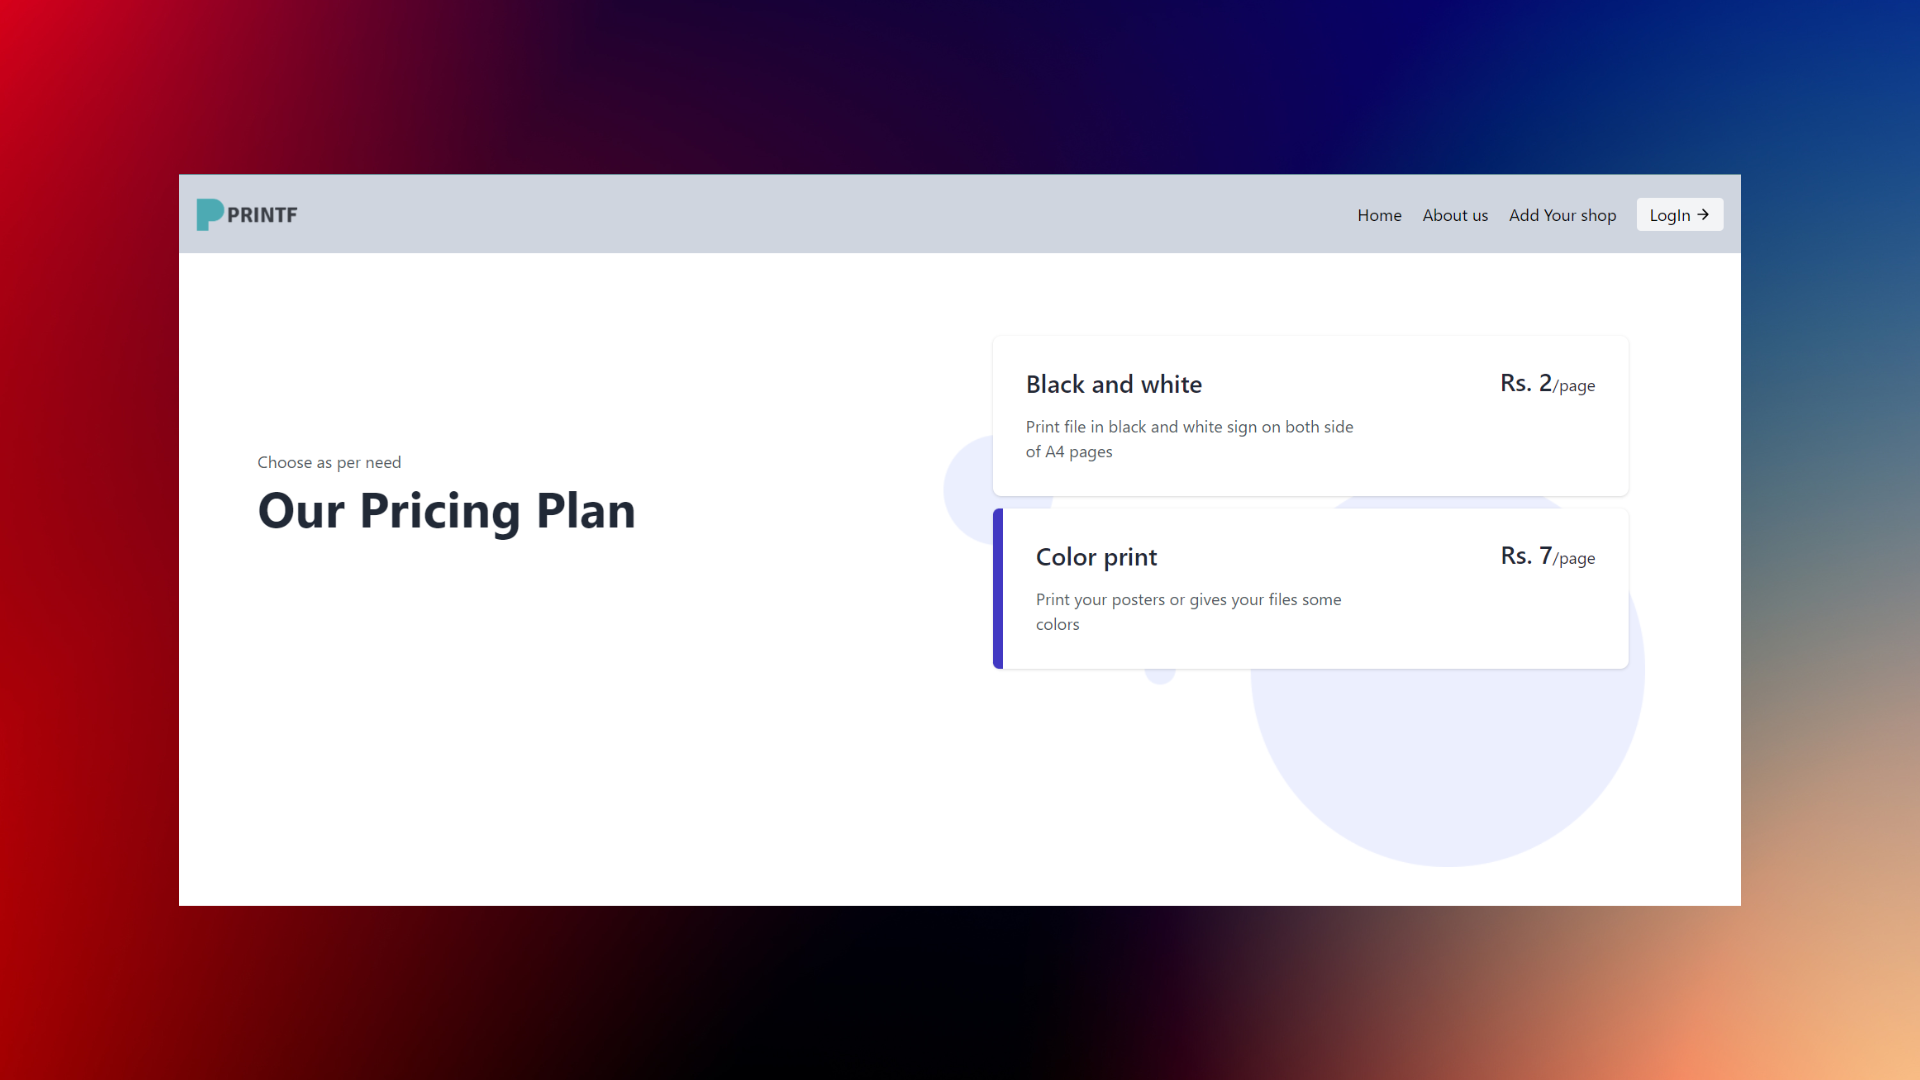 PRINTF
Home About us Add Your shop LogIn →
Choose as per need
Our Pricing Plan
Black and white Rs. 2/page
Print file in black and white sign on both side
of A4 pages
Color print Rs. 7/page
Print your posters or gives your files some
colors